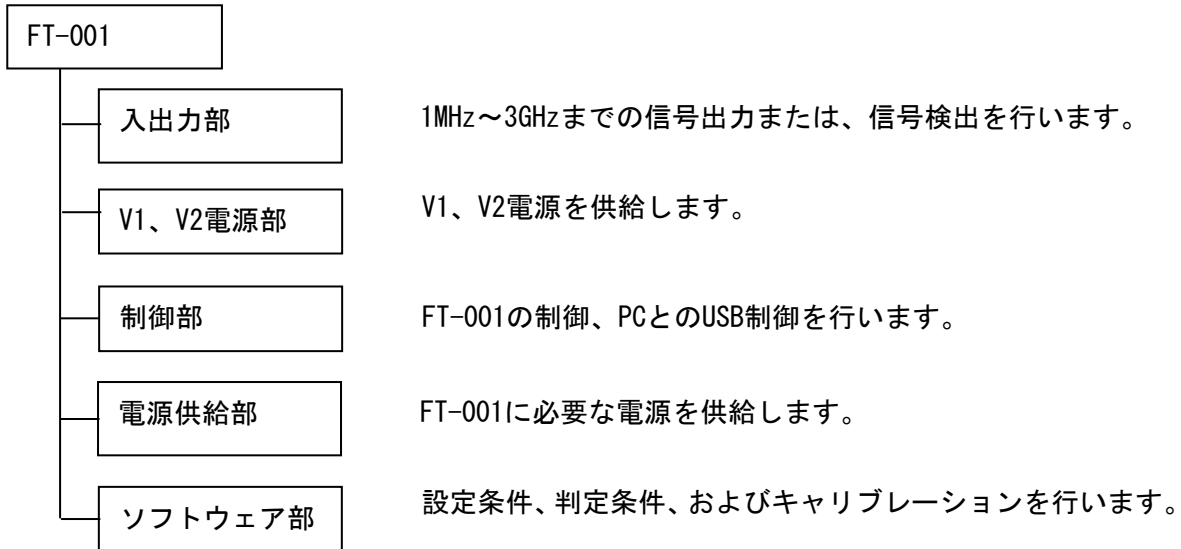 FT-001
入出力部
1MHz～3GHzまでの信号出力または、信号検出を行います。
V1、V2電源部
V1、V2電源を供給します。
制御部
FT-001の制御、PCとのUSB制御を行います。
電源供給部
FT-001に必要な電源を供給します。
ソフトウェア部
設定条件、判定条件、およびキャリブレーションを行います。